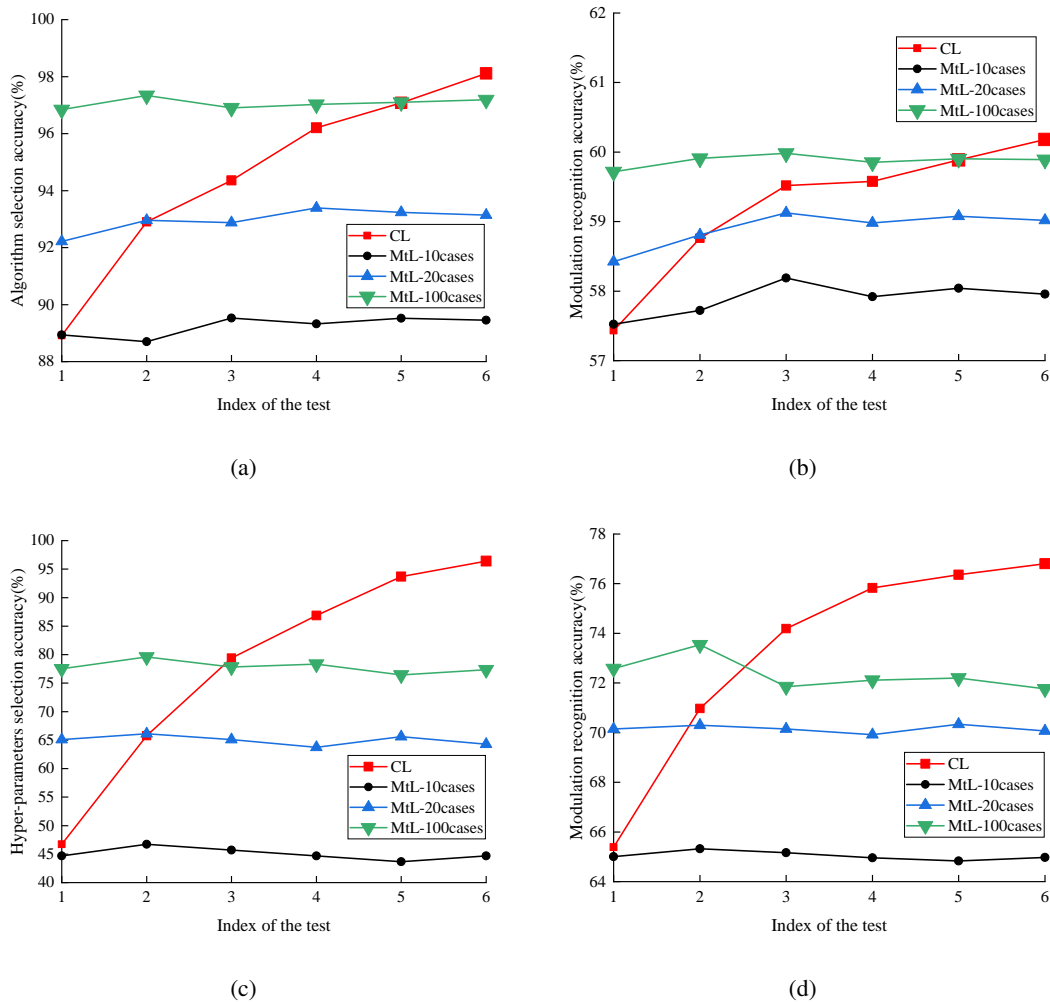 100
98
96
94
92
90
88
Algorithm selection accuracy(%)
CL
MtL-10cases
MtL-20cases
MtL-100cases
1 2 3 4 5 6
Index of the test
(a)
62
61
60
59
58
57
Modulation recognition accuracy(%)
CL
MtL-10cases
MtL-20cases
MtL-100cases
1 2 3 4 5 6
Index of the test
(b)
100
95
90
85
80
75
70
65
60
55
50
45
40
Hyper-parameters selection accuracy(%)
CL
MtL-10cases
MtL-20cases
MtL-100cases
1 2 3 4 5 6
Index of the test
(c)
78
76
74
72
70
68
66
64
Modulation recognition accuracy(%)
CL
MtL-10cases
MtL-20cases
MtL-100cases
1 2 3 4 5 6
Index of the test
(d)